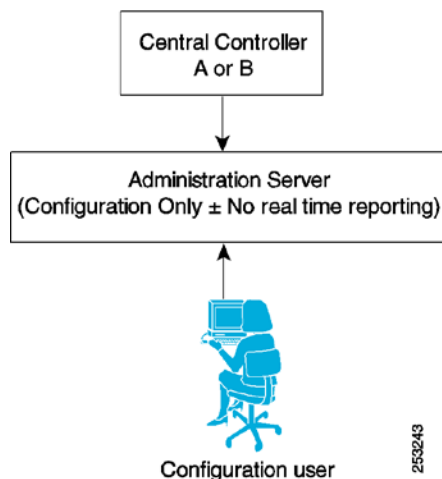 Central Controller
A or B
Administration Server
(Configuration Only ± No real time reporting)
253243
Configuration user